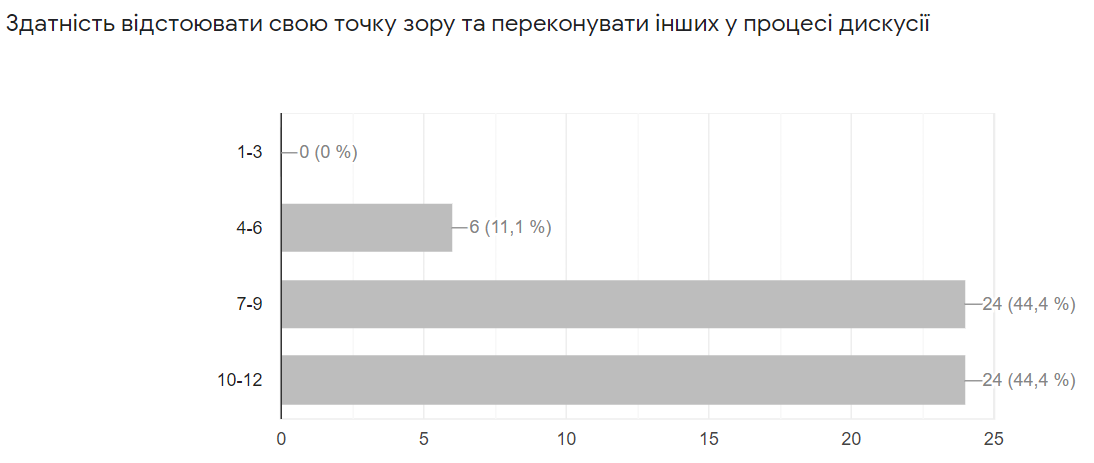 Здатність відстоювати свою точку зору та переконувати інших у процесі дискусії
1-3 0 (0 %)
4-6 6 (11,1 %)
7-9 24 (44,4 %)
10-12 24 (44,4 %)
0 5 10 15 20 25